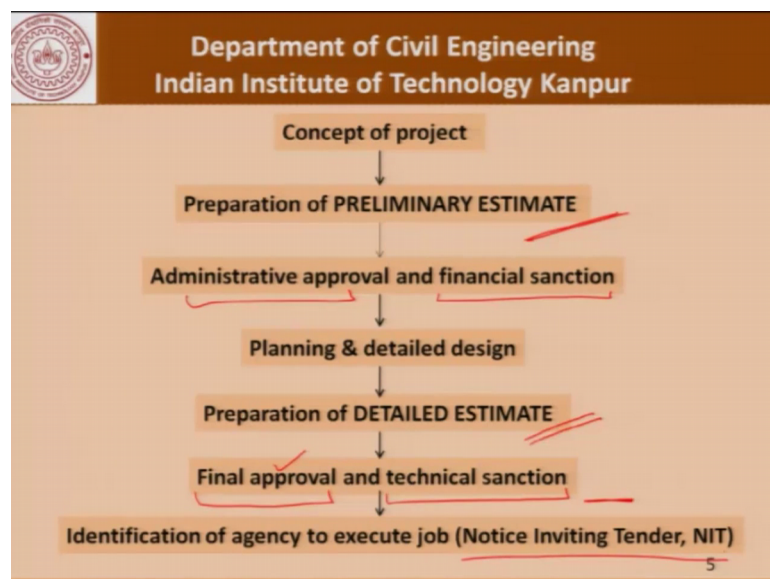 Department of Civil Engineering
Indian Institute of Technology Kanpur
Concept of project
Preparation of PRELIMINARY ESTIMATE
Administrative approval and financial sanction
Planning & detailed design
Preparation of DETAILED ESTIMATE
Final approval and technical sanction
Identification of agency to execute job (Notice Inviting Tender, NIT)
5